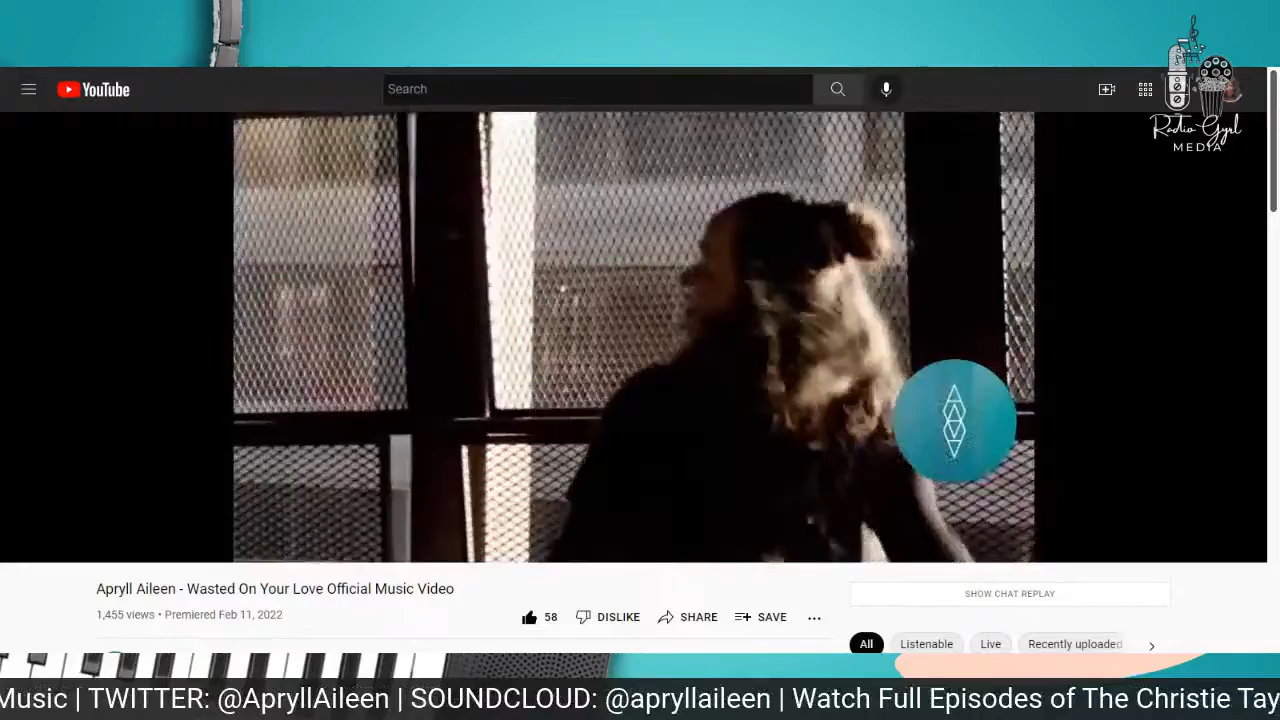 YouTube
Search
Radio Gyrl
MEDIA
Apryll Aileen - Wasted On Your Love Official Music Video
1,455 views • Premiered Feb 11, 2022
58
DISLIKE
SHARE
SAVE
SHOW CHAT REPLAY
All
Listenable
Live
Recently uploaded
Music | TWITTER: @ApryllAileen | SOUNDCLOUD: @apryllaileen | Watch Full Episodes of The Christie Tay